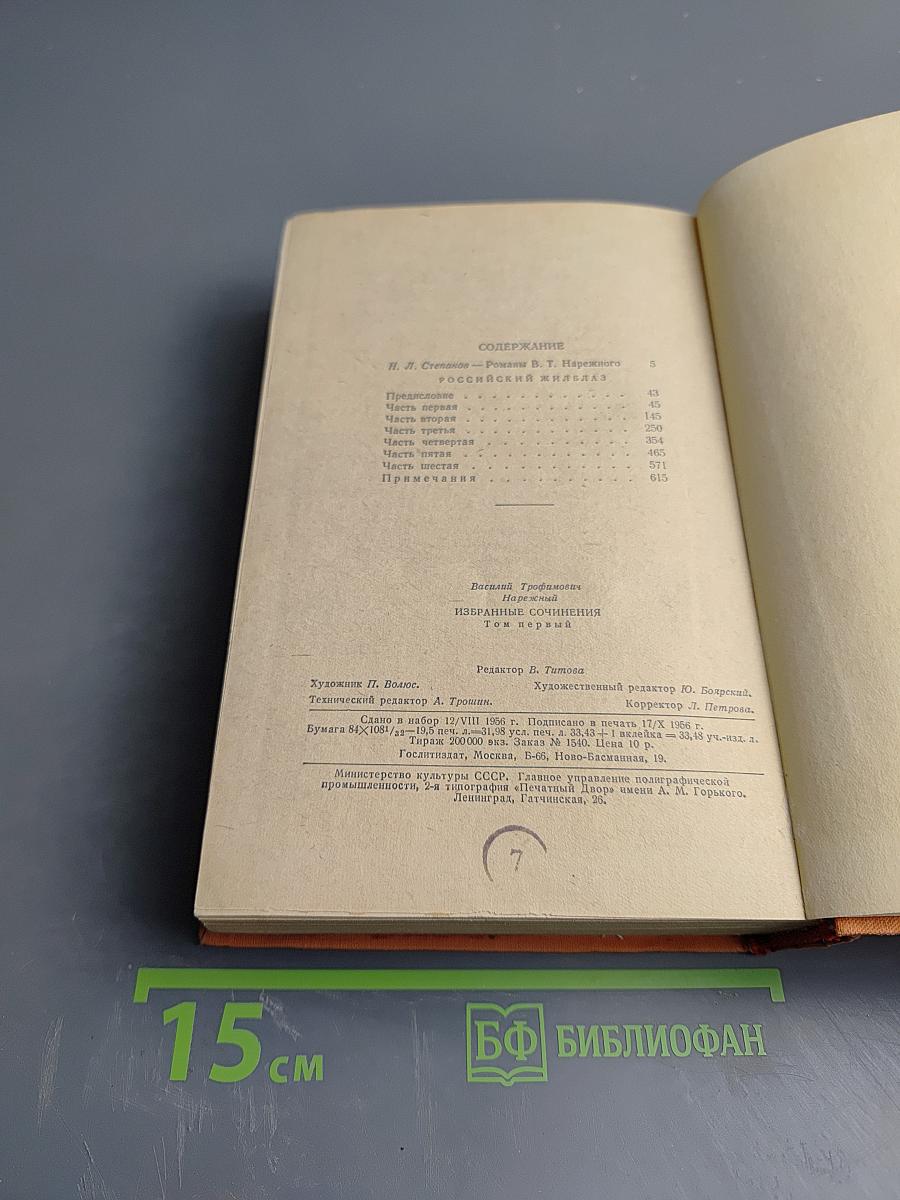 СОДЕРЖАНИЕ
Н. Л. Степанов — Романы В. Т. Нарежного 5
РОССИЙСКИЙ ЖИЛБЛАЗ
Предисловие . . . . . . . . . . . . 43
Часть первая . . . . . . . . . . . . 45
Часть вторая . . . . . . . . . . . . 145
Часть третья . . . . . . . . . . . . 250
Часть четвертая . . . . . . . . . . 354
Часть пятая . . . . . . . . . . . . 465
Часть шестая . . . . . . . . . . . . 571
Примечания . . . . . . . . . . 615
Василий Трофимович
Нарежный
ИЗБРАННЫЕ СОЧИНЕНИЯ
Том первый
Редактор В. Титова
Художник П. Волюс. Художественный редактор Ю. Боярский.
Технический редактор А. Трошин. Корректор Л. Петрова.
Сдано в набор 12/VIII 1956 г. Подписано в печать 17/X 1956 г.
Бумага 84×108¹/₃₂—19,5 печ. л.=31,98 усл. печ. л. 33,43+1 вклейка = 33,48 уч.-изд. л.
Тираж 200 000 экз. Заказ № 1540. Цена 10 р.
Гослитиздат, Москва, Б-66, Ново-Басманная, 19.
Министерство культуры СССР. Главное управление полиграфической
промышленности, 2-я типография «Печатный Двор» имени А. М. Горького.
Ленинград, Гатчинская, 26.
7
15 см
БФ БИБЛИОФАН